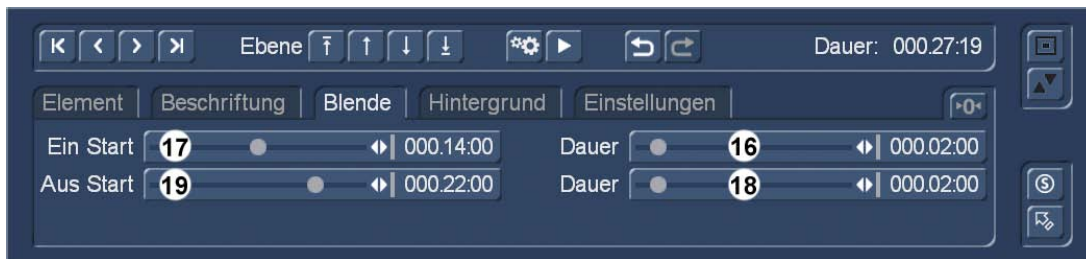 Ebene Dauer: 000.27:19
Element Beschriftung Blende Hintergrund Einstellungen
>0<
Ein Start 17 000.14:00 Dauer 16 000.02:00
Aus Start 19 000.22:00 Dauer 18 000.02:00
S